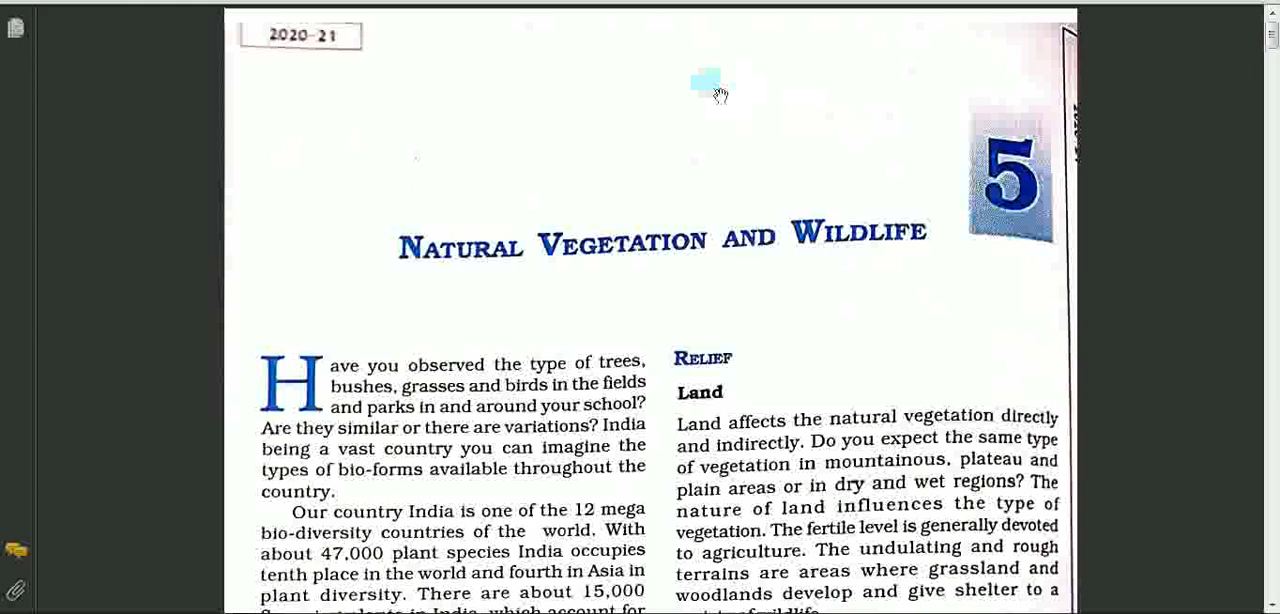 2020-21
5
NATURAL VEGETATION AND WILDLIFE
Have you observed the type of trees,
bushes, grasses and birds in the fields
and parks in and around your school?
Are they similar or there are variations? India
being a vast country you can imagine the
types of bio-forms available throughout the
country.
Our country India is one of the 12 mega
bio-diversity countries of the world. With
about 47,000 plant species India occupies
tenth place in the world and fourth in Asia in
plant diversity. There are about 15,000
in India, which account for
RELIEF
Land
Land affects the natural vegetation directly
and indirectly. Do you expect the same type
of vegetation in mountainous, plateau and
plain areas or in dry and wet regions? The
nature of land influences the type of
vegetation. The fertile level is generally devoted
to agriculture. The undulating and rough
terrains are areas where grassland and
woodlands develop and give shelter to a